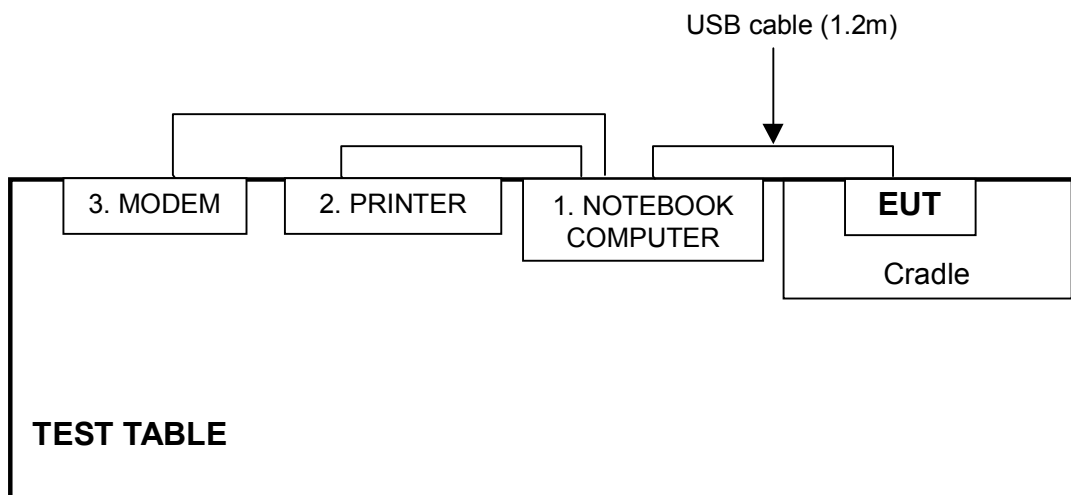 USB cable (1.2m)
3. MODEM
2. PRINTER
1. NOTEBOOK
COMPUTER
EUT
Cradle
TEST TABLE